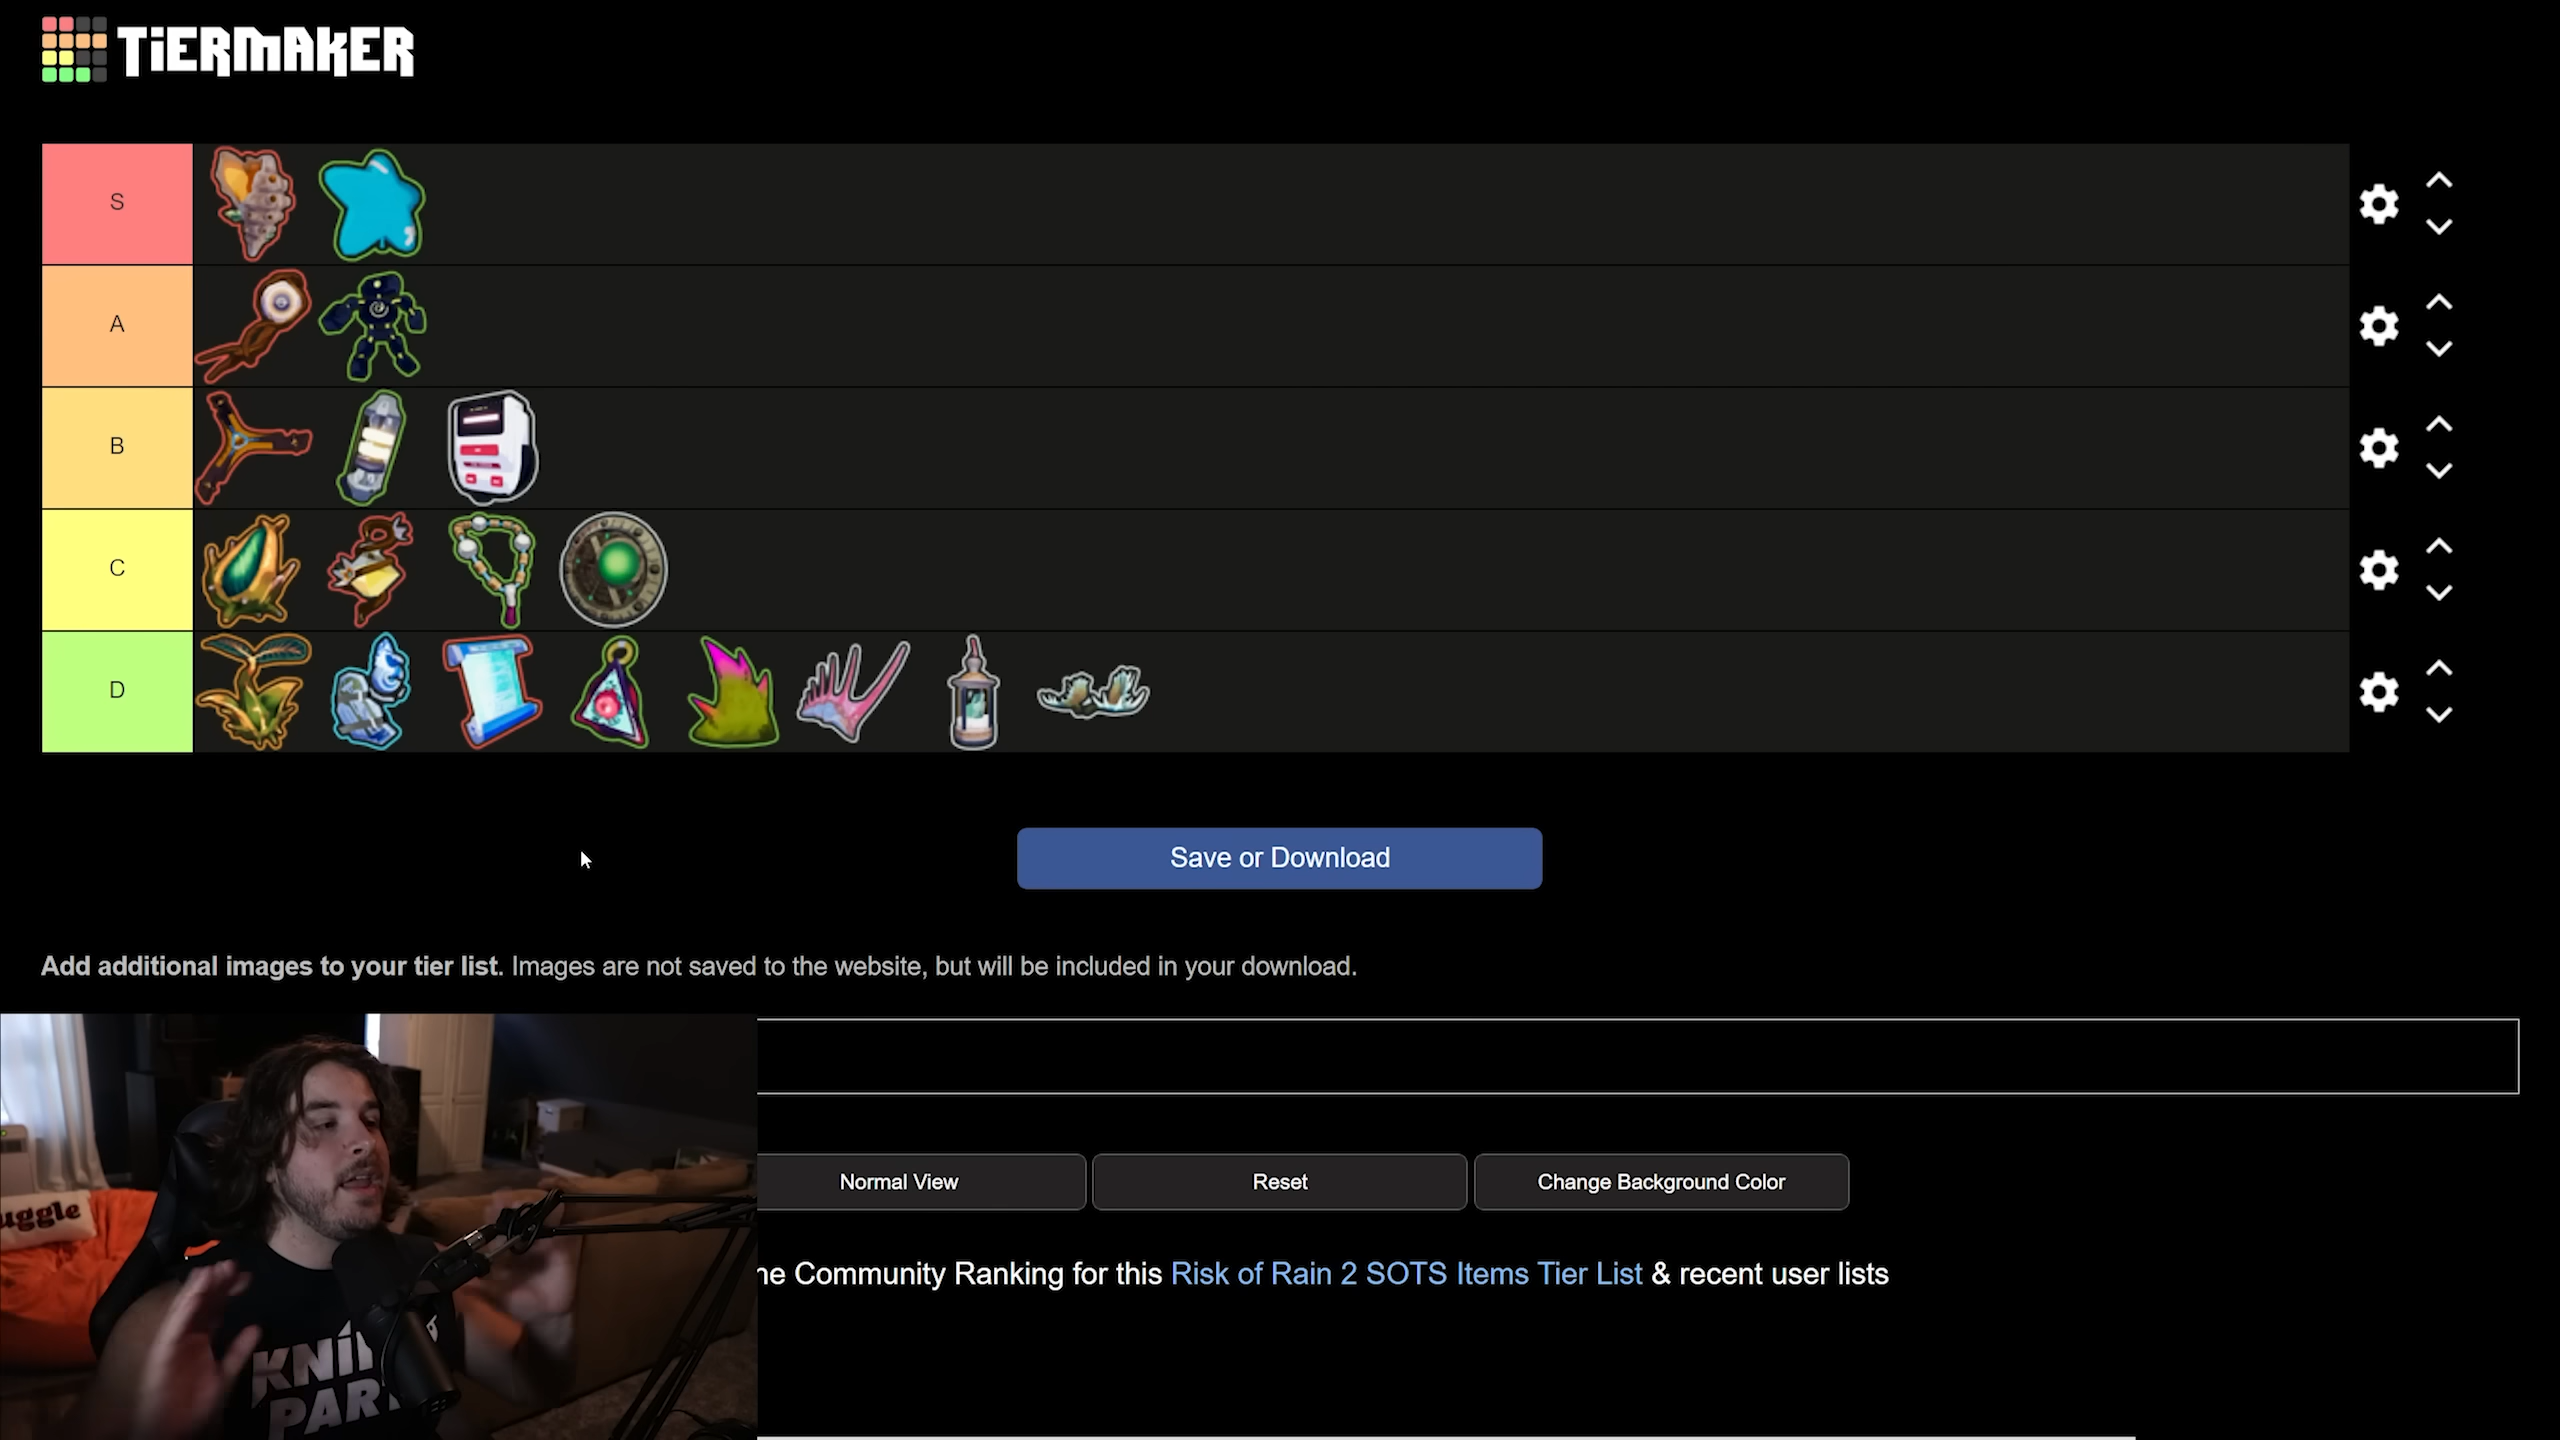 TiERMAKER
S
A
B
C
D
Save or Download
Add additional images to your tier list. Images are not saved to the website, but will be included in your download.
Normal View
Reset
Change Background Color
he Community Ranking for this Risk of Rain 2 SOTS Items Tier List & recent user lists
uggle
KNI
PAR